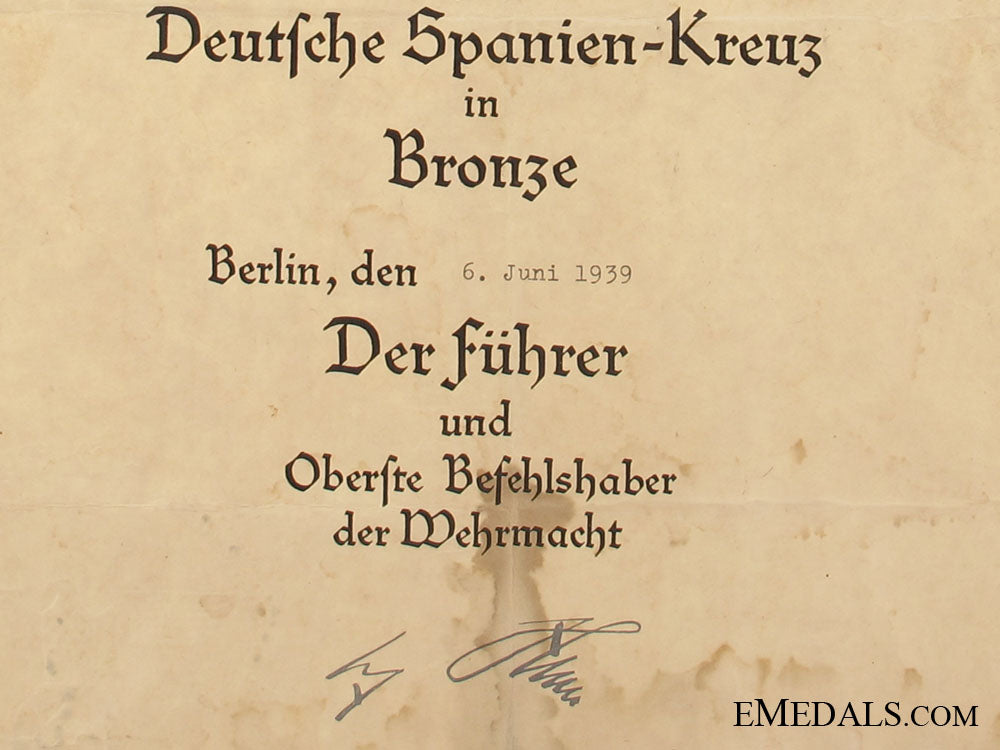 Deutsche Spanien-Kreuz
in
Bronze
Berlin, den 6. Juni 1939
Der Führer
und
Oberste Befehlshaber
der Wehrmacht
EMEDALS.COM